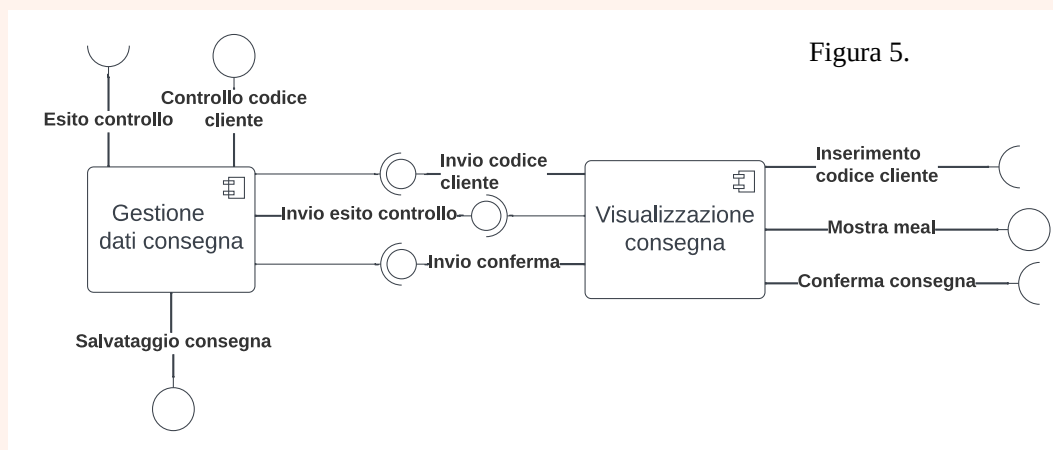 Figura 5.
Esito controllo
Controllo codice
cliente
Gestione
dati consegna
Invio codice
cliente
Invio esito controllo
Invio conferma
Visualizzazione
consegna
Inserimento
codice cliente
Mostra meal
Conferma consegna
Salvataggio consegna